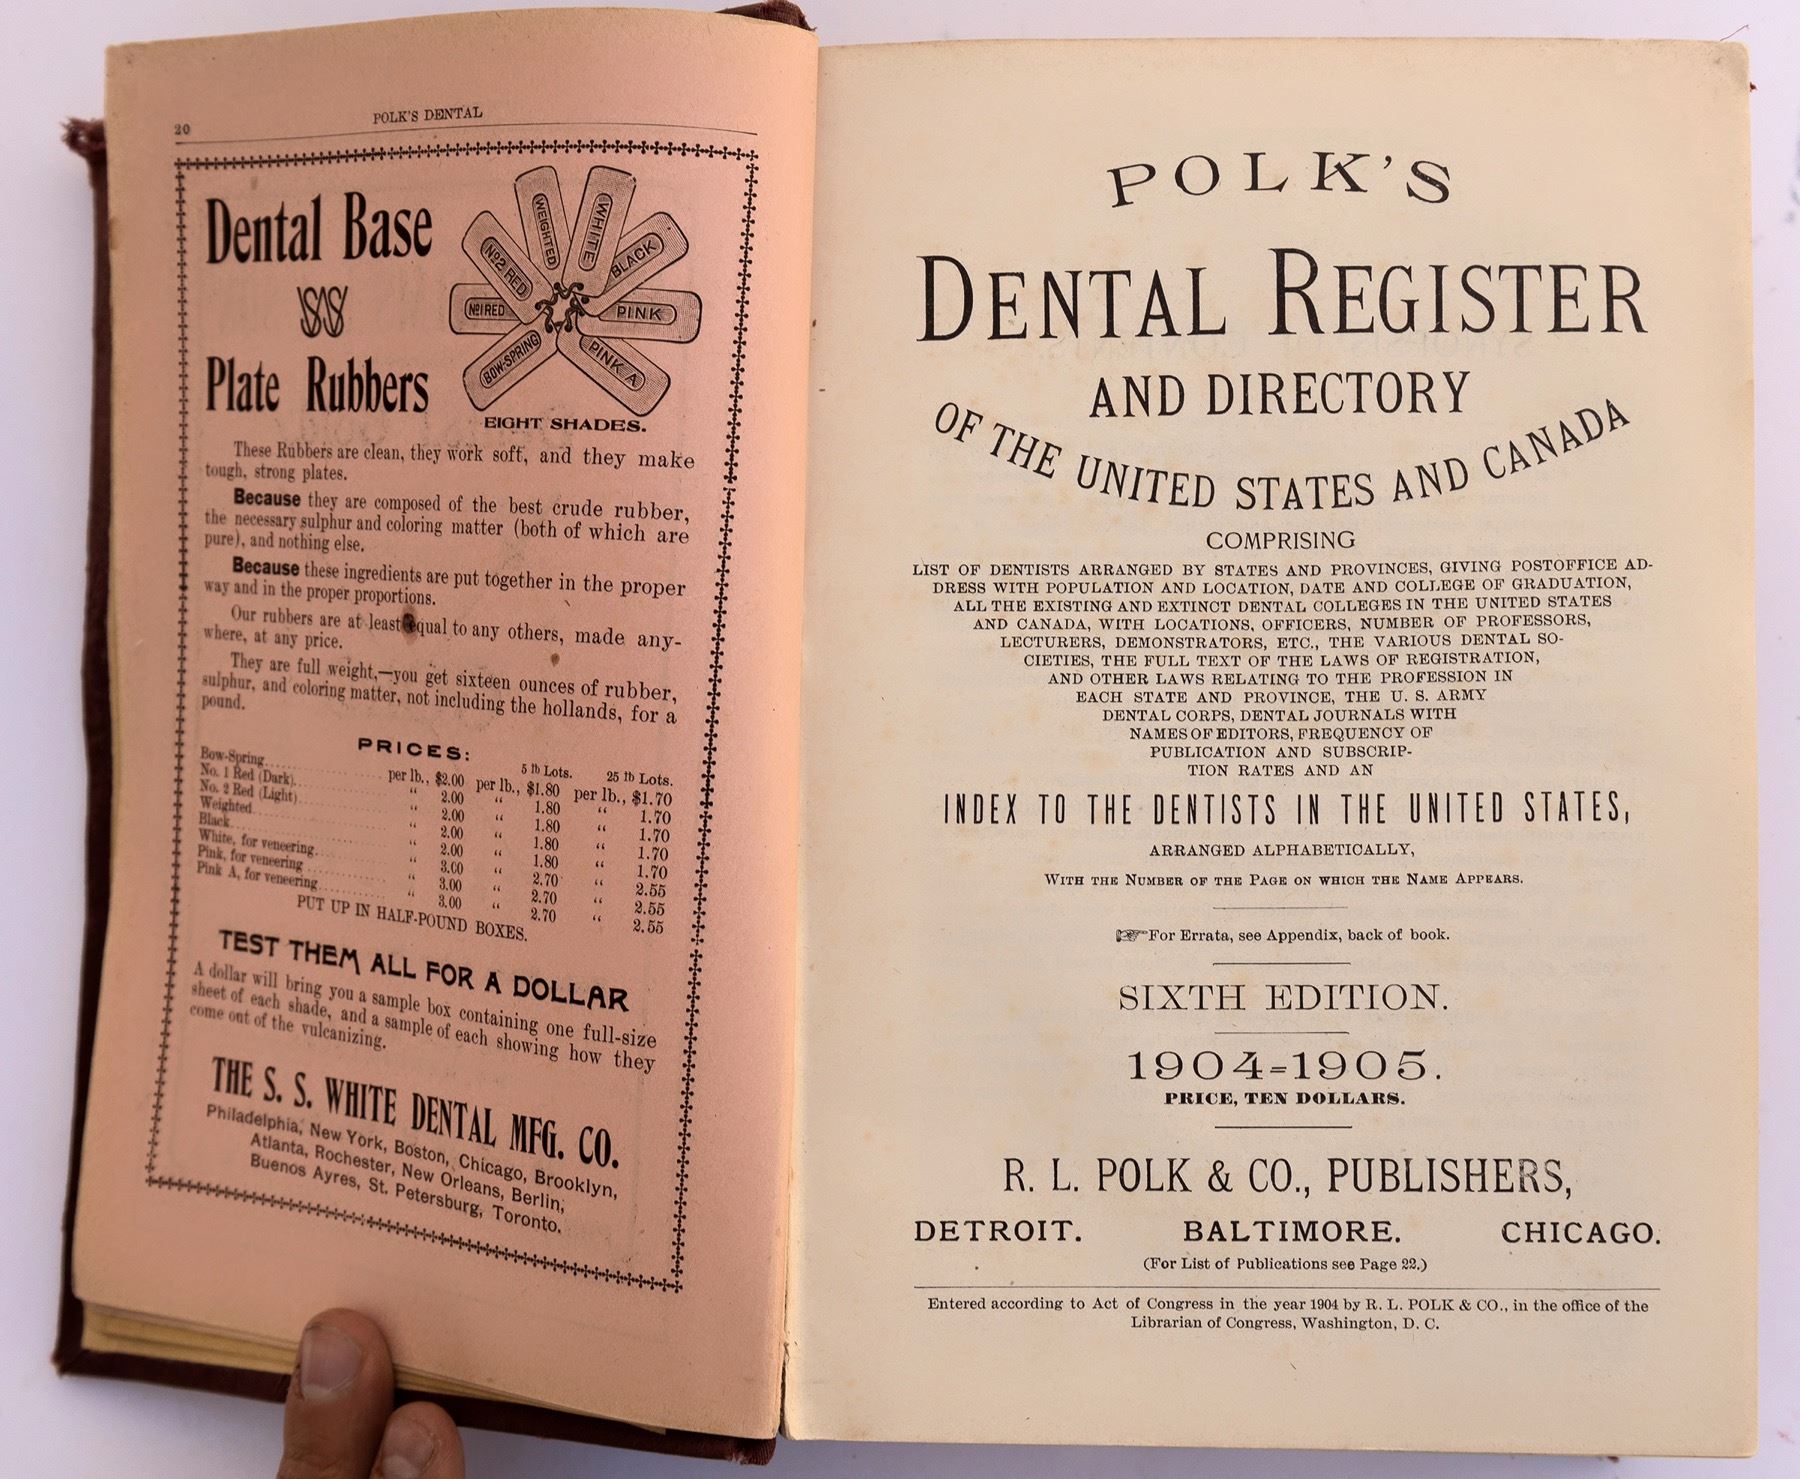 20
POLK'S DENTAL
Dental Base
SSW
Plate Rubbers
BOW-SPRING
No1 RED
No2 RED
WEIGHTED
WHITE
BLACK
PINK
PINK A
EIGHT SHADES.
These Rubbers are clean, they work soft, and they make
tough, strong plates.
Because they are composed of the best crude rubber,
the necessary sulphur and coloring matter (both of which are
pure), and nothing else.
Because these ingredients are put together in the proper
way and in the proper proportions.
Our rubbers are at least equal to any others, made any-
where, at any price.
They are full weight,—you get sixteen ounces of rubber,
sulphur, and coloring matter, not including the hollands, for a
pound.
PRICES:
5 lb Lots. 25 lb Lots.
Bow-Spring per lb., $2.00 per lb., $1.80 per lb., $1.70
No. 1 Red (Dark) " 2.00 " 1.80 " 1.70
No. 2 Red (Light) " 2.00 " 1.80 " 1.70
Weighted " 2.00 " 1.80 " 1.70
Black " 2.00 " 1.80 " 1.70
White, for veneering " 3.00 " 2.70 " 2.55
Pink, for veneering " 3.00 " 2.70 " 2.55
Pink A, for veneering " 3.00 " 2.70 " 2.55
PUT UP IN HALF-POUND BOXES.
TEST THEM ALL FOR A DOLLAR
A dollar will bring you a sample box containing one full-size
sheet of each shade, and a sample of each showing how they
come out of the vulcanizing.
THE S. S. WHITE DENTAL MFG. CO.
Philadelphia, New York, Boston, Chicago, Brooklyn,
Atlanta, Rochester, New Orleans, Berlin,
Buenos Ayres, St. Petersburg, Toronto.
POLK'S
DENTAL REGISTER
AND DIRECTORY
OF THE UNITED STATES AND CANADA
COMPRISING
LIST OF DENTISTS ARRANGED BY STATES AND PROVINCES, GIVING POSTOFFICE AD-
DRESS WITH POPULATION AND LOCATION, DATE AND COLLEGE OF GRADUATION,
ALL THE EXISTING AND EXTINCT DENTAL COLLEGES IN THE UNITED STATES
AND CANADA, WITH LOCATIONS, OFFICERS, NUMBER OF PROFESSORS,
LECTURERS, DEMONSTRATORS, ETC., THE VARIOUS DENTAL SO-
CIETIES, THE FULL TEXT OF THE LAWS OF REGISTRATION,
AND OTHER LAWS RELATING TO THE PROFESSION IN
EACH STATE AND PROVINCE, THE U. S. ARMY
DENTAL CORPS, DENTAL JOURNALS WITH
NAMES OF EDITORS, FREQUENCY OF
PUBLICATION AND SUBSCRIP-
TION RATES AND AN
INDEX TO THE DENTISTS IN THE UNITED STATES,
ARRANGED ALPHABETICALLY,
WITH THE NUMBER OF THE PAGE ON WHICH THE NAME APPEARS.
☞For Errata, see Appendix, back of book.
SIXTH EDITION.
1904=1905.
PRICE, TEN DOLLARS.
R. L. POLK & CO., PUBLISHERS,
DETROIT. BALTIMORE. CHICAGO.
(For List of Publications see Page 22.)
Entered according to Act of Congress in the year 1904 by R. L. POLK & CO., in the office of the
Librarian of Congress, Washington, D. C.